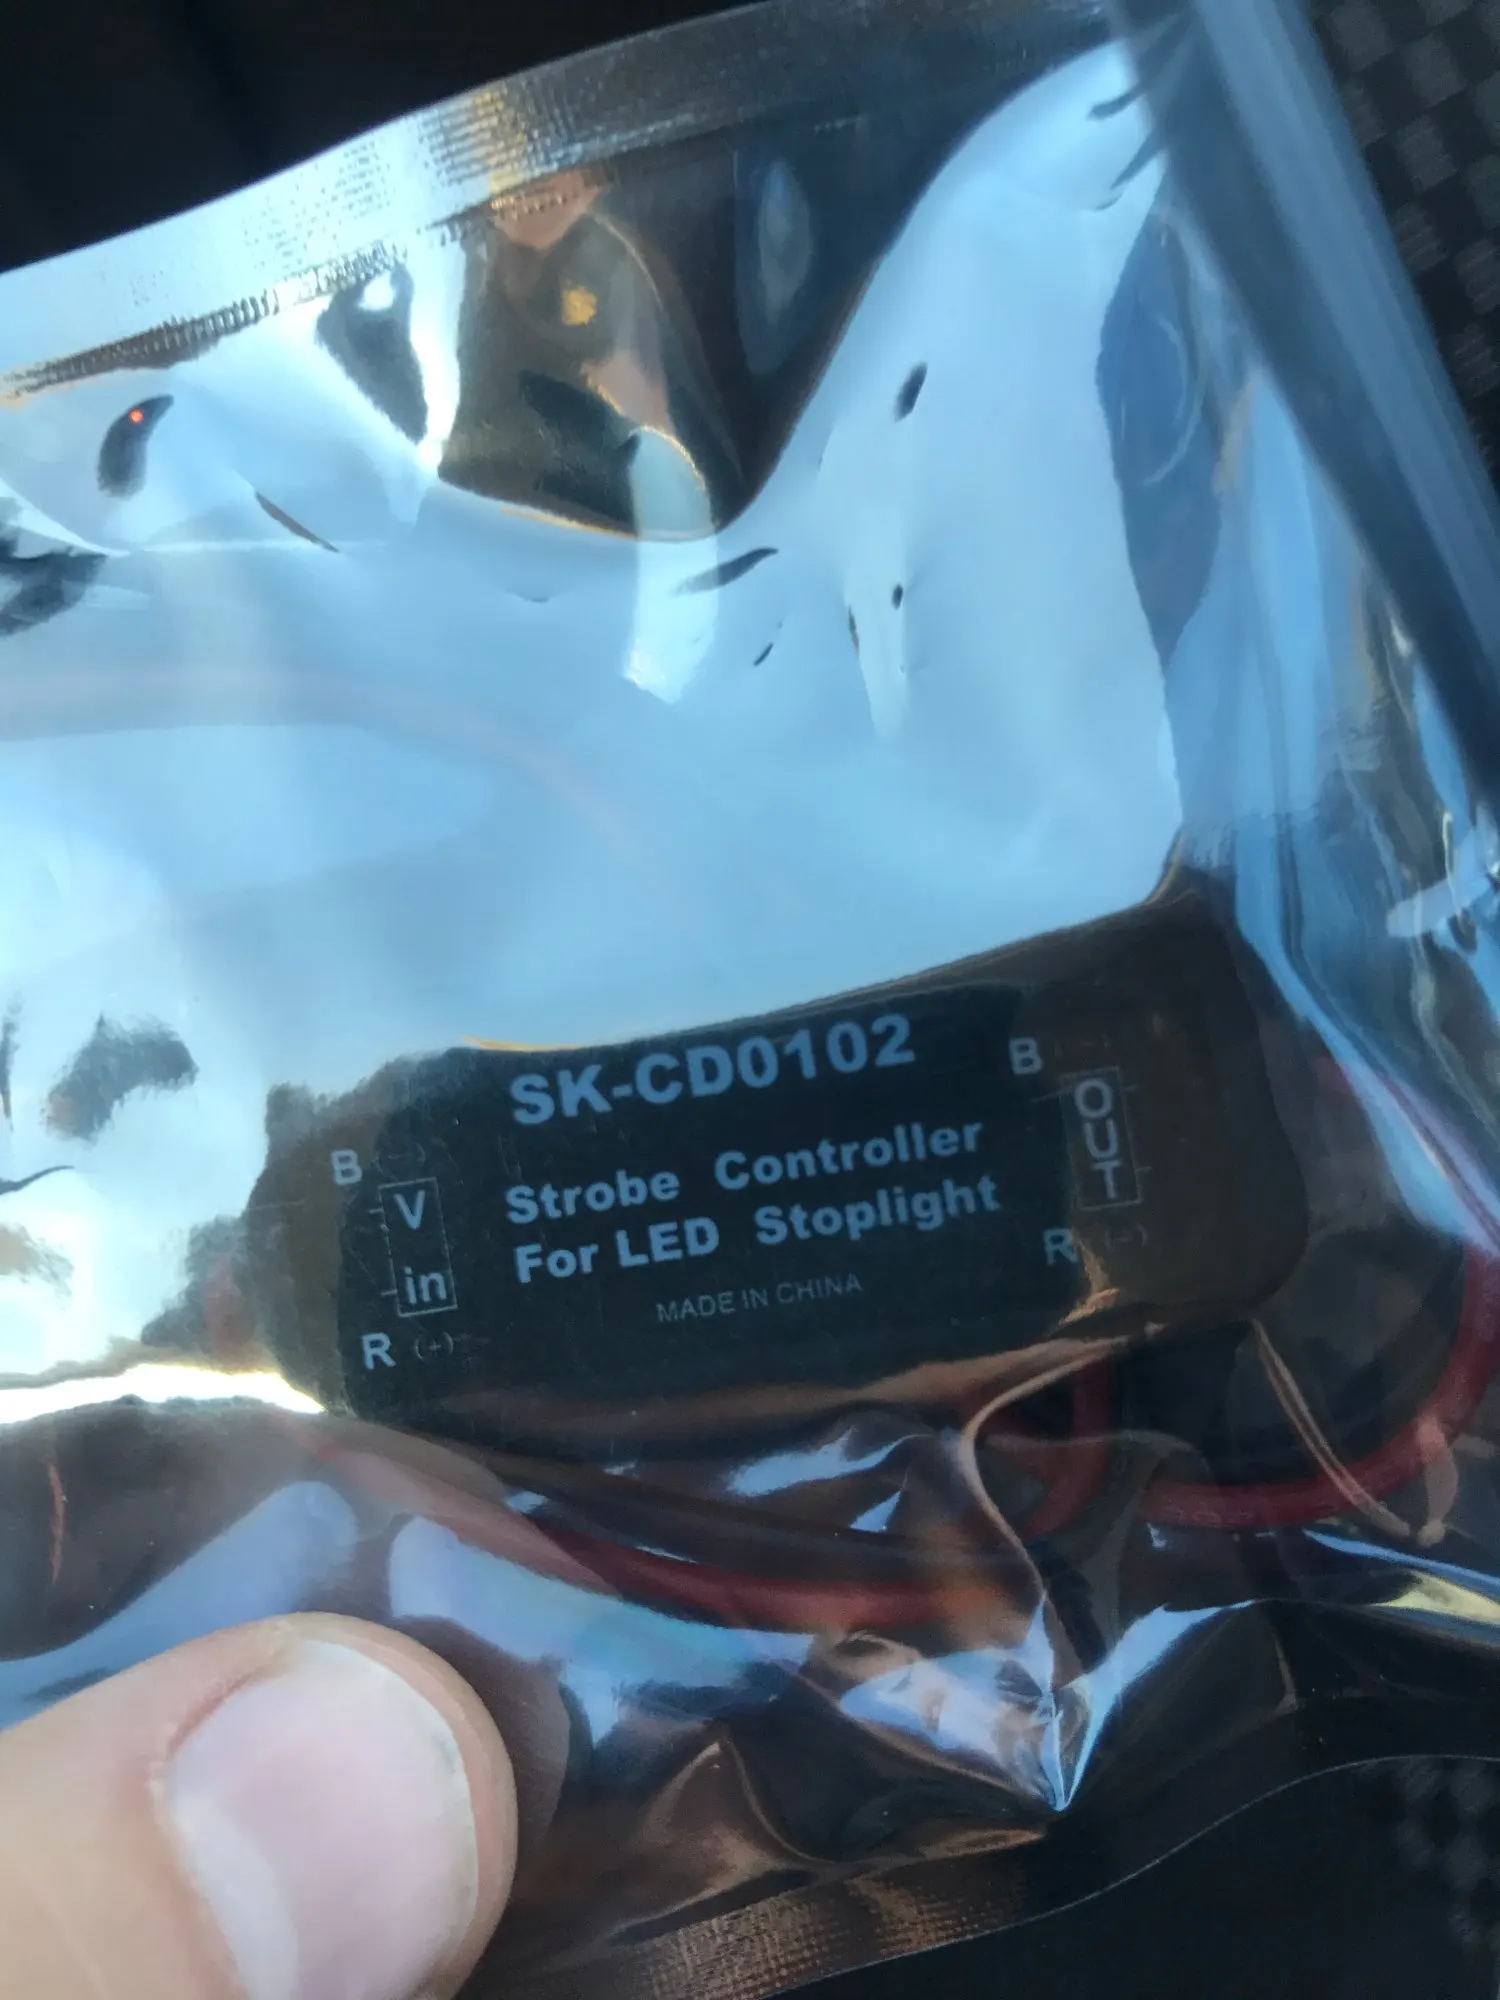 SK-CD0102
Strobe Controller
For LED Stoplight
MADE IN CHINA
B (-)
V
in
R (+)
B
OUT
R (-)